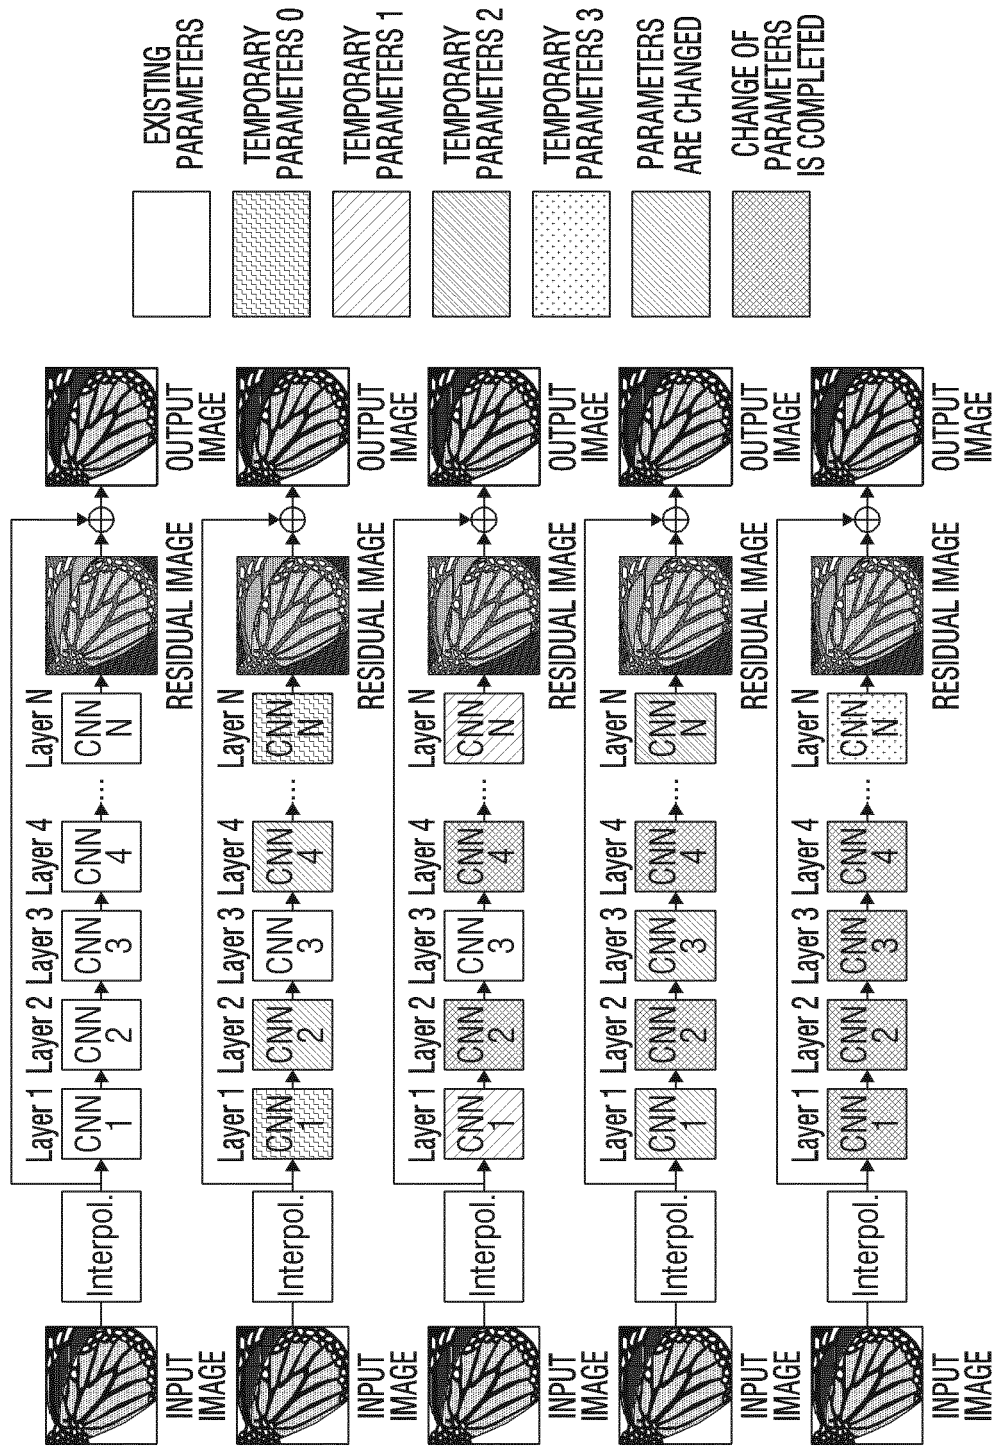 Layer 1
Layer 2
Layer 3
Layer 4
Layer N
Interpol.
CNN
1
CNN
2
CNN
3
CNN
4
...
CNN
N
INPUT
IMAGE
RESIDUAL IMAGE
OUTPUT
IMAGE
Layer 1
Layer 2
Layer 3
Layer 4
Layer N
Interpol.
CNN
1
CNN
2
CNN
3
CNN
4
...
CNN
N
INPUT
IMAGE
RESIDUAL IMAGE
OUTPUT
IMAGE
Layer 1
Layer 2
Layer 3
Layer 4
Layer N
Interpol.
CNN
1
CNN
2
CNN
3
CNN
4
...
CNN
N
INPUT
IMAGE
RESIDUAL IMAGE
OUTPUT
IMAGE
Layer 1
Layer 2
Layer 3
Layer 4
Layer N
Interpol.
CNN
1
CNN
2
CNN
3
CNN
4
...
CNN
N
INPUT
IMAGE
RESIDUAL IMAGE
OUTPUT
IMAGE
Layer 1
Layer 2
Layer 3
Layer 4
Layer N
Interpol.
CNN
1
CNN
2
CNN
3
CNN
4
...
CNN
N
INPUT
IMAGE
RESIDUAL IMAGE
OUTPUT
IMAGE
EXISTING
PARAMETERS
TEMPORARY
PARAMETERS 0
TEMPORARY
PARAMETERS 1
TEMPORARY
PARAMETERS 2
TEMPORARY
PARAMETERS 3
PARAMETERS
ARE CHANGED
CHANGE OF
PARAMETERS
IS COMPLETED